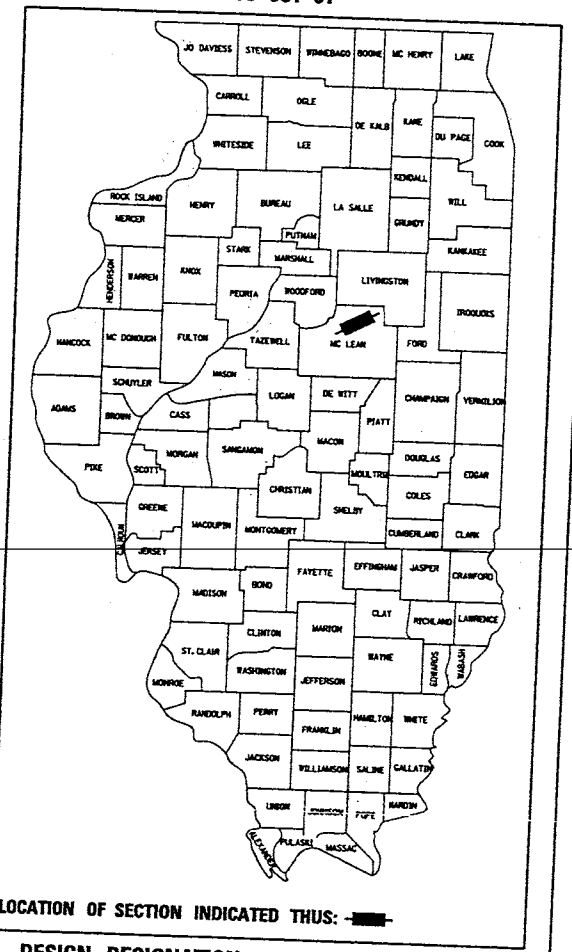 JO DAVIESS STEVENSON WINNEBAGO BOONE MC HENRY LAKE
CARROLL OGLE DE KALB KANE DU PAGE COOK
WHITESIDE LEE
KENDALL
ROCK ISLAND HENRY BUREAU LA SALLE GRUNDY WILL
MERCER
PUTNAM
STARK MARSHALL KANKAKEE
HENDERSON WARREN KNOX PEORIA WOODFORD LIVINGSTON
IROQUOIS
HANCOCK MC DONOUGH FULTON TAZEWELL MC LEAN FORD
MASON
SCHUYLER LOGAN DE WITT CHAMPAIGN VERMILION
ADAMS BROWN CASS PIATT
MACON
PIKE SCOTT MORGAN SANGAMON DOUGLAS
MOULTRIE EDGAR
CHRISTIAN COLES
GREENE SHELBY
MACOUPIN MONTGOMERY CUMBERLAND CLARK
CALHOUN JERSEY
FAYETTE EFFINGHAM JASPER CRAWFORD
MADISON BOND
CLAY RICHLAND LAWRENCE
CLINTON MARION
ST. CLAIR WAYNE EDWARDS WABASH
WASHINGTON JEFFERSON
MONROE
RANDOLPH PERRY HAMILTON WHITE
FRANKLIN
JACKSON WILLIAMSON SALINE GALLATIN
UNION JOHNSON POPE HARDIN
ALEXANDER PULASKI MASSAC
LOCATION OF SECTION INDICATED THUS: